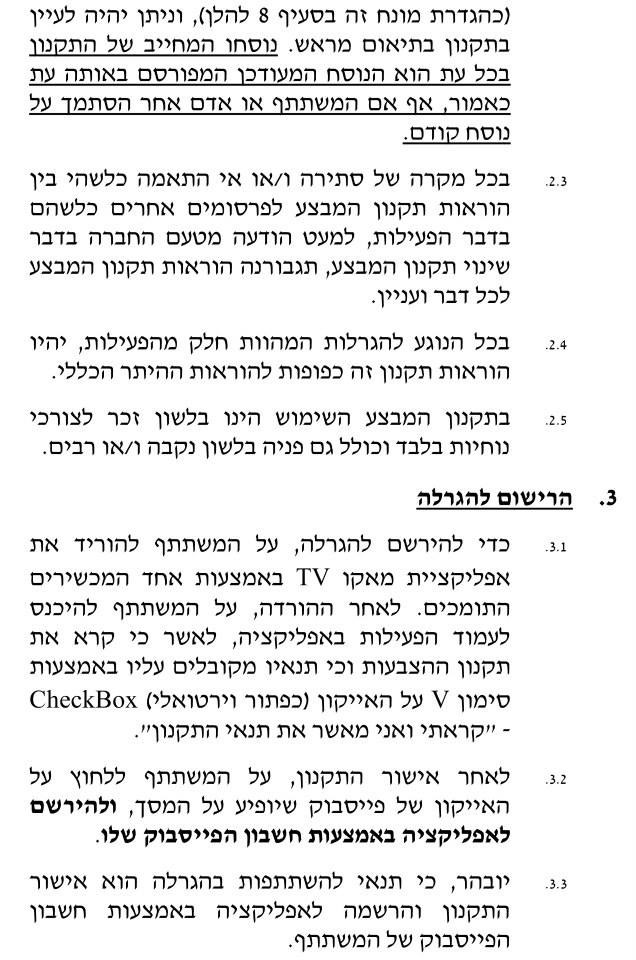 (כהגדרת מונח זה בסעיף 8 להלן), וניתן יהיה לעיין
בתקנון בתיאום מראש. נוסחו המחייב של התקנון
בכל עת הוא הנוסח המעודכן המפורסם באותה עת
כאמור, אף אם המשתתף או אדם אחר הסתמך על
נוסח קודם.
2.3. בכל מקרה של סתירה ו/או אי התאמה כלשהי בין
הוראות תקנון המבצע לפרסומים אחרים כלשהם
בדבר הפעילות, למעט הודעה מטעם החברה בדבר
שינוי תקנון המבצע, תגבורנה הוראות תקנון המבצע
לכל דבר ועניין.
2.4. בכל הנוגע להגרלות המהוות חלק מהפעילות, יהיו
הוראות תקנון זה כפופות להוראות ההיתר הכללי.
2.5. בתקנון המבצע השימוש הינו בלשון זכר לצורכי
נוחיות בלבד וכולל גם פניה בלשון נקבה ו/או רבים.
3. הרישום להגרלה
3.1. כדי להירשם להגרלה, על המשתתף להוריד את
אפליקציית מאקו TV באמצעות אחד המכשירים
התומכים. לאחר ההורדה, על המשתתף להיכנס
לעמוד הפעילות באפליקציה, לאשר כי קרא את
תקנון ההצבעות וכי תנאיו מקובלים עליו באמצעות
סימון V על האייקון (כפתור וירטואלי) CheckBox
- "קראתי ואני מאשר את תנאי התקנון".
3.2. לאחר אישור התקנון, על המשתתף ללחוץ על
האייקון של פייסבוק שיופיע על המסך, ולהירשם
לאפליקציה באמצעות חשבון הפייסבוק שלו.
3.3. יובהר, כי תנאי להשתתפות בהגרלה הוא אישור
התקנון והרשמה לאפליקציה באמצעות חשבון
הפייסבוק של המשתתף.